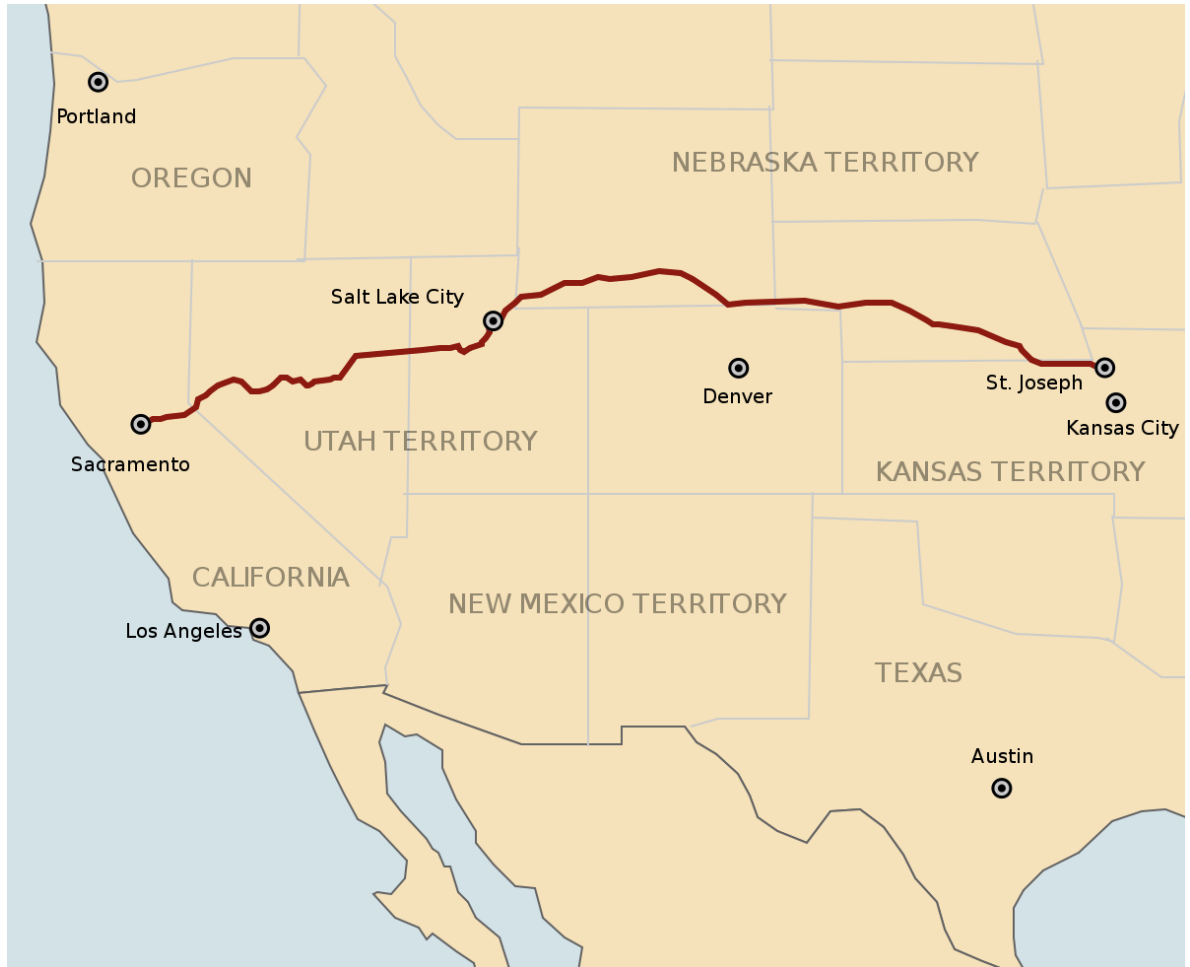 Portland
OREGON
NEBRASKA TERRITORY
Salt Lake City
Denver
St. Joseph
Kansas City
Sacramento
UTAH TERRITORY
KANSAS TERRITORY
CALIFORNIA
NEW MEXICO TERRITORY
Los Angeles
TEXAS
Austin